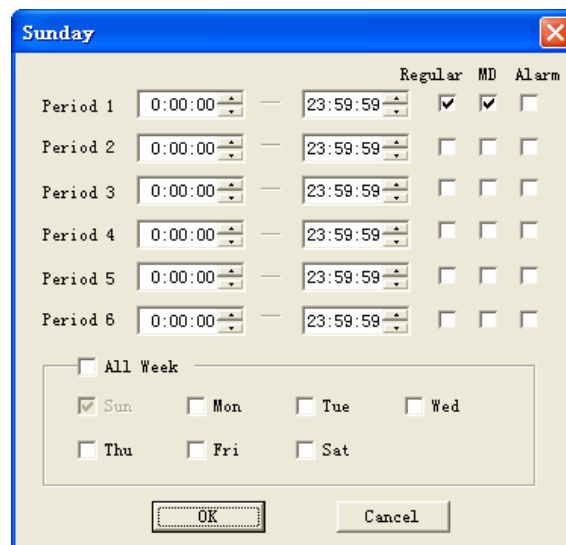 Sunday
Regular MD Alarm
Period 1 0:00:00 — 23:59:59
Period 2 0:00:00 — 23:59:59
Period 3 0:00:00 — 23:59:59
Period 4 0:00:00 — 23:59:59
Period 5 0:00:00 — 23:59:59
Period 6 0:00:00 — 23:59:59
All Week
Sun Mon Tue Wed
Thu Fri Sat
OK Cancel